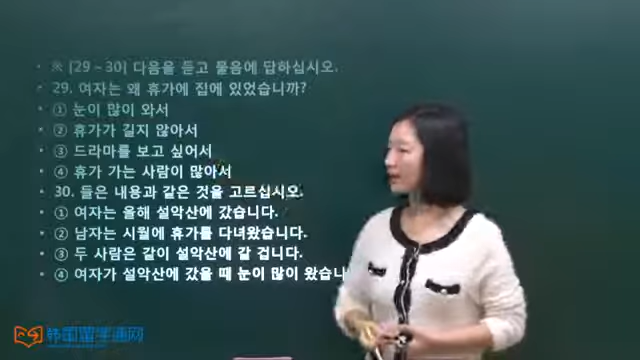 ※ [29~30] 다음을 듣고 물음에 답하십시오.
29. 여자는 왜 휴가에 집에 있었습니까?
① 눈이 많이 와서
② 휴가가 길지 않아서
③ 드라마를 보고 싶어서
④ 휴가 가는 사람이 많아서
30. 들은 내용과 같은 것을 고르십시오.
① 여자는 올해 설악산에 갔습니다.
② 남자는 시월에 휴가를 다녀왔습니다.
③ 두 사람은 같이 설악산에 갈 겁니다.
④ 여자가 설악산에 갔을 때 눈이 많이 왔습니
韩国留学通网